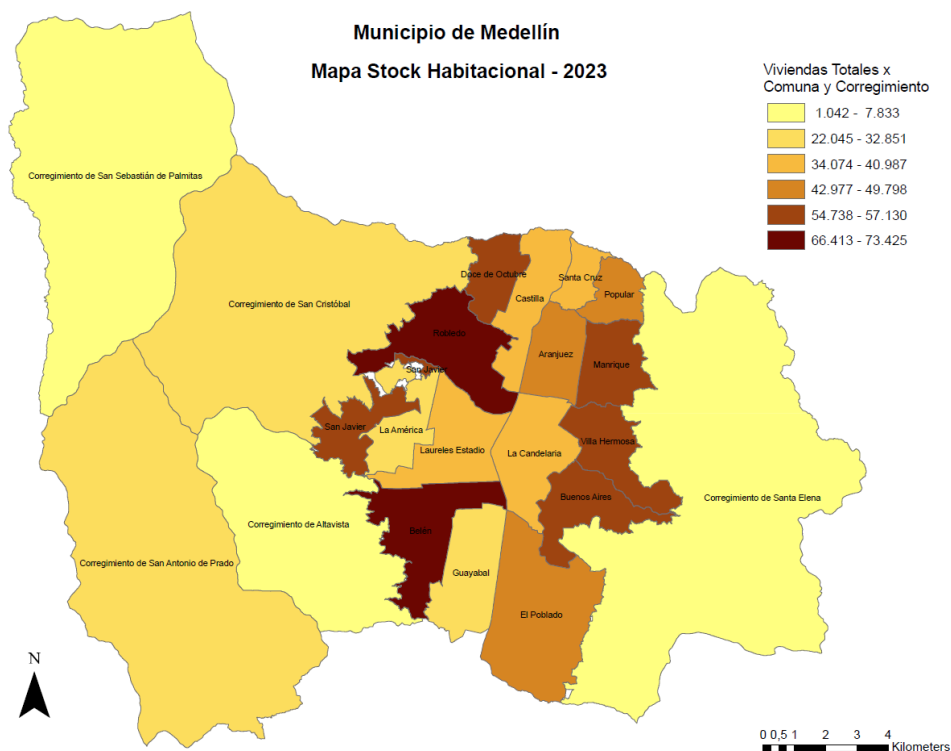 Municipio de Medellín
Mapa Stock Habitacional - 2023
Viviendas Totales x
Comuna y Corregimiento
1.042 - 7.833
22.045 - 32.851
34.074 - 40.987
42.977 - 49.798
54.738 - 57.130
66.413 - 73.425
Corregimiento de San Sebastián de Palmitas
Corregimiento de San Cristóbal
Doce de Octubre
Santa Cruz
Castilla
Popular
Robledo
Aranjuez
Manrique
San Javier
San Javier
La América
Laureles Estadio
La Candelaria
Villa Hermosa
Buenos Aires
Corregimiento de Santa Elena
Corregimiento de Altavista
Belén
Corregimiento de San Antonio de Prado
Guayabal
El Poblado
N
0 0,5 1 2 3 4
Kilometers